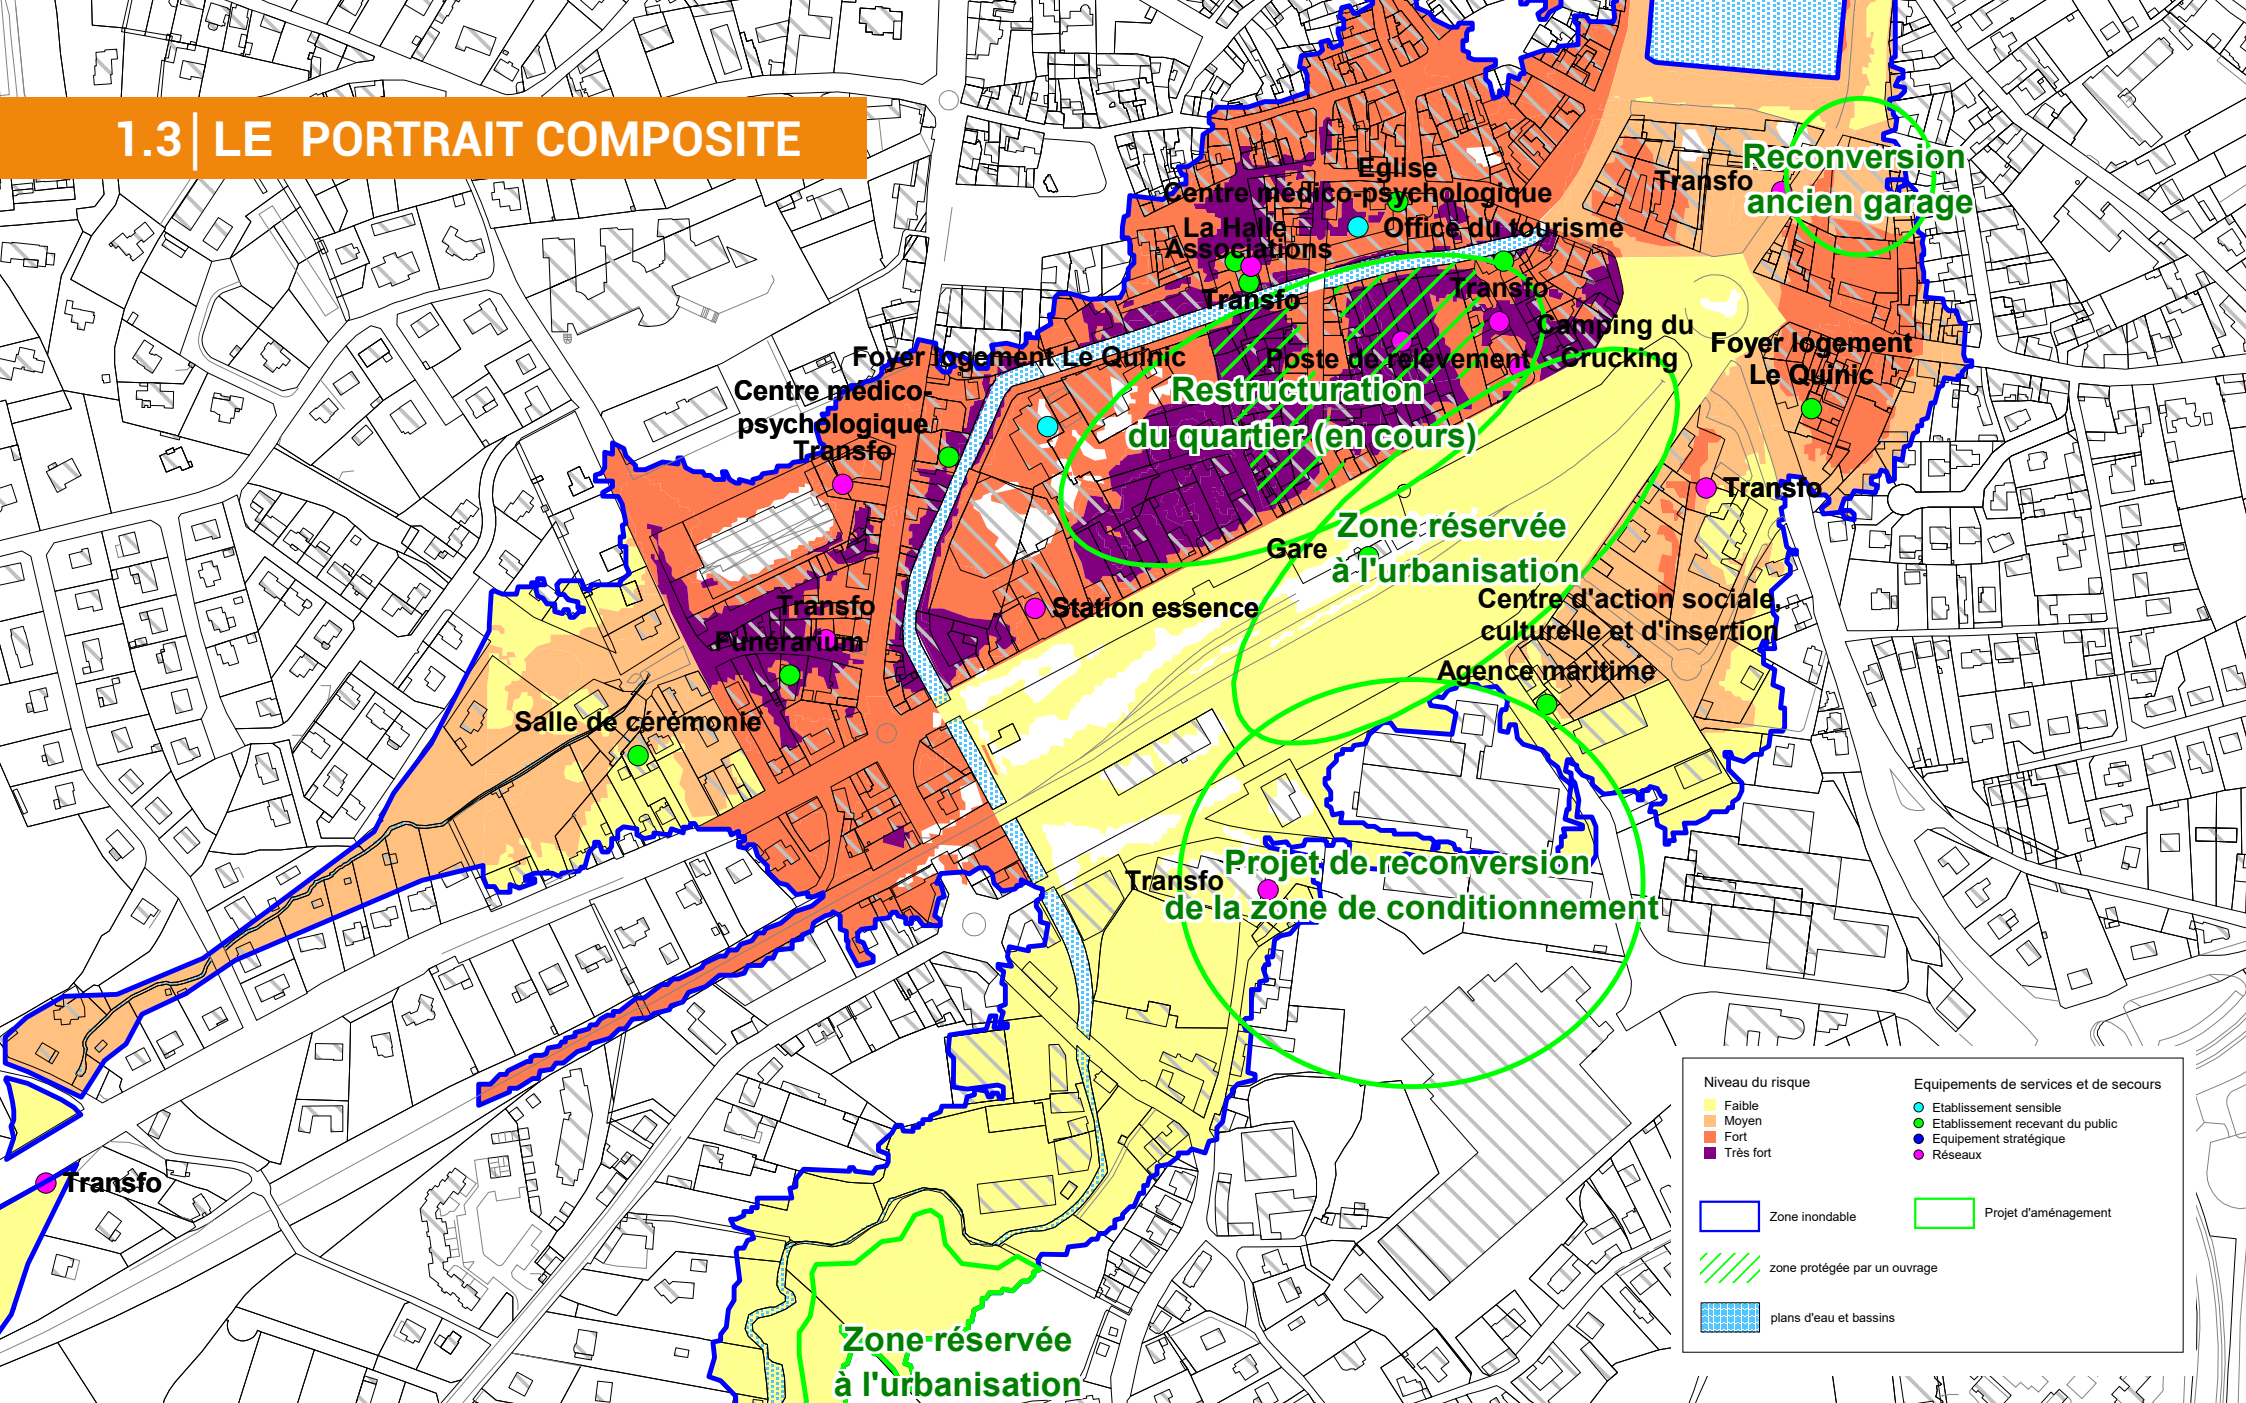 1.3 | LE PORTRAIT COMPOSITE
Eglise
Centre médico-psychologique
La Halle
Office du tourisme
Associations
Transfo
Transfo
Reconversion
ancien garage
Transfo
Camping du
Crucking
Poste de relèvement
Foyer logement
Le Quinic
Foyer logement Le Quinic
Centre médico-
psychologique
Transfo
Restructuration
du quartier (en cours)
Transfo
Gare
Zone réservée
à l'urbanisation
Station essence
Transfo
Funérarium
Centre d'action sociale,
culturelle et d'insertion
Agence maritime
Salle de cérémonie
Transfo
Projet de reconversion
de la zone de conditionnement
Transfo
Zone réservée
à l'urbanisation
Niveau du risque
Faible
Moyen
Fort
Très fort
Equipements de services et de secours
Etablissement sensible
Etablissement recevant du public
Equipement stratégique
Réseaux
Zone inondable
Projet d'aménagement
zone protégée par un ouvrage
plans d'eau et bassins